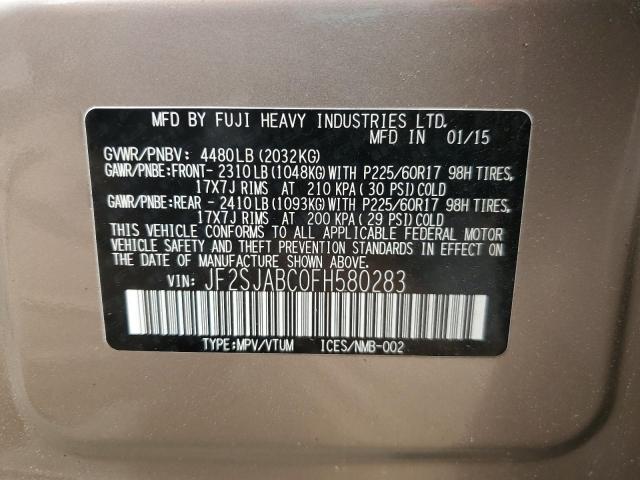 MFD BY FUJI HEAVY INDUSTRIES LTD.
MFD IN 01/15
GVWR/PNBV: 4480LB(2032KG)
GAWR/PNBE:FRONT- 2310LB(1048KG)WITH P225/60R17 98H TIRES,
17X7J RIMS AT 210 KPA( 30 PSI)COLD
GAWR/PNBE:REAR - 2410LB(1093KG)WITH P225/60R17 98H TIRES,
17X7J RIMS AT 200 KPA( 29 PSI)COLD
THIS VEHICLE CONFORMS TO ALL APPLICABLE FEDERAL MOTOR
VEHICLE SAFETY AND THEFT PREVENTION STANDARDS IN EFFECT ON
THE DATE OF MANUFACTURE SHOWN ABOVE.
VIN: JF2SJABC0FH580283
TYPE:MPV/VTUM ICES/NMB-002